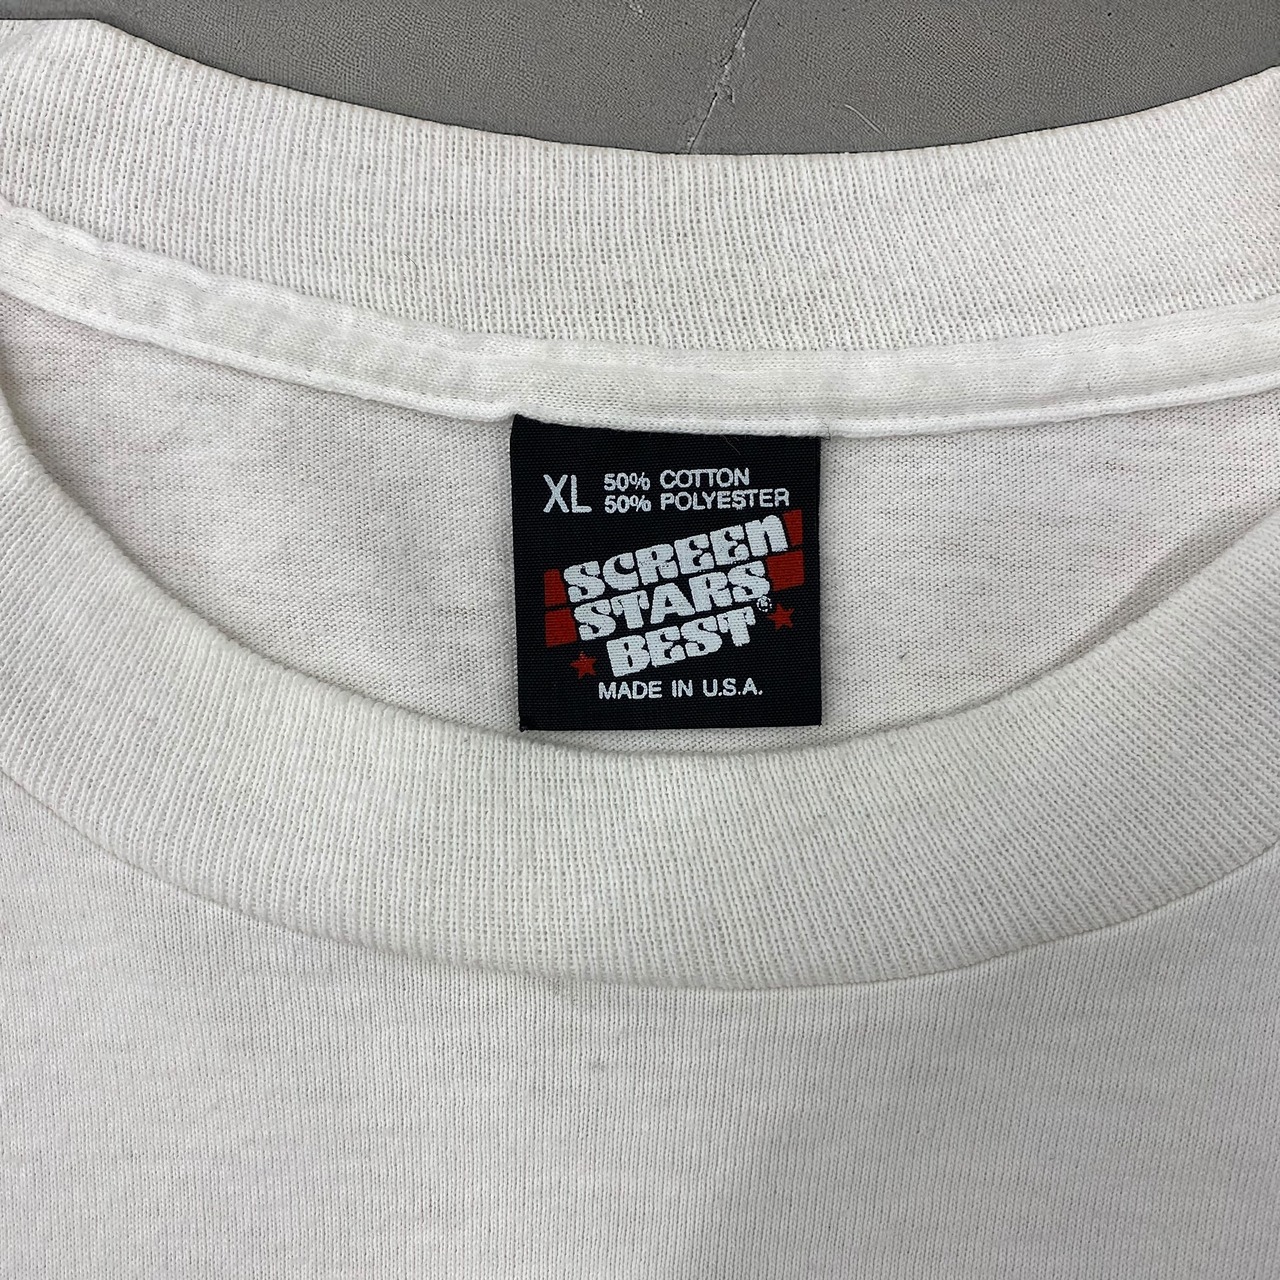 XL 50% COTTON
50% POLYESTER
SCREEN
STARS
BEST®
MADE IN U.S.A.